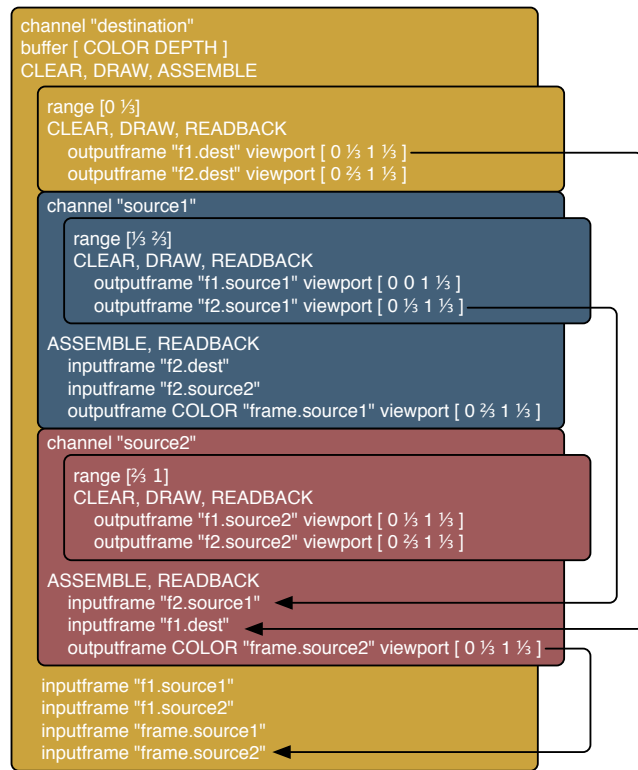 channel "destination"
buffer [ COLOR DEPTH ]
CLEAR, DRAW, ASSEMBLE
range [0 ⅓]
CLEAR, DRAW, READBACK
outputframe "f1.dest" viewport [ 0 ⅓ 1 ⅓ ]
outputframe "f2.dest" viewport [ 0 ⅔ 1 ⅓ ]
channel "source1"
range [⅓ ⅔]
CLEAR, DRAW, READBACK
outputframe "f1.source1" viewport [ 0 0 1 ⅓ ]
outputframe "f2.source1" viewport [ 0 ⅓ 1 ⅓ ]
ASSEMBLE, READBACK
inputframe "f2.dest"
inputframe "f2.source2"
outputframe COLOR "frame.source1" viewport [ 0 ⅔ 1 ⅓ ]
channel "source2"
range [⅔ 1]
CLEAR, DRAW, READBACK
outputframe "f1.source2" viewport [ 0 ⅓ 1 ⅓ ]
outputframe "f2.source2" viewport [ 0 ⅔ 1 ⅓ ]
ASSEMBLE, READBACK
inputframe "f2.source1"
inputframe "f1.dest"
outputframe COLOR "frame.source2" viewport [ 0 ⅓ 1 ⅓ ]
inputframe "f1.source1"
inputframe "f1.source2"
inputframe "frame.source1"
inputframe "frame.source2"